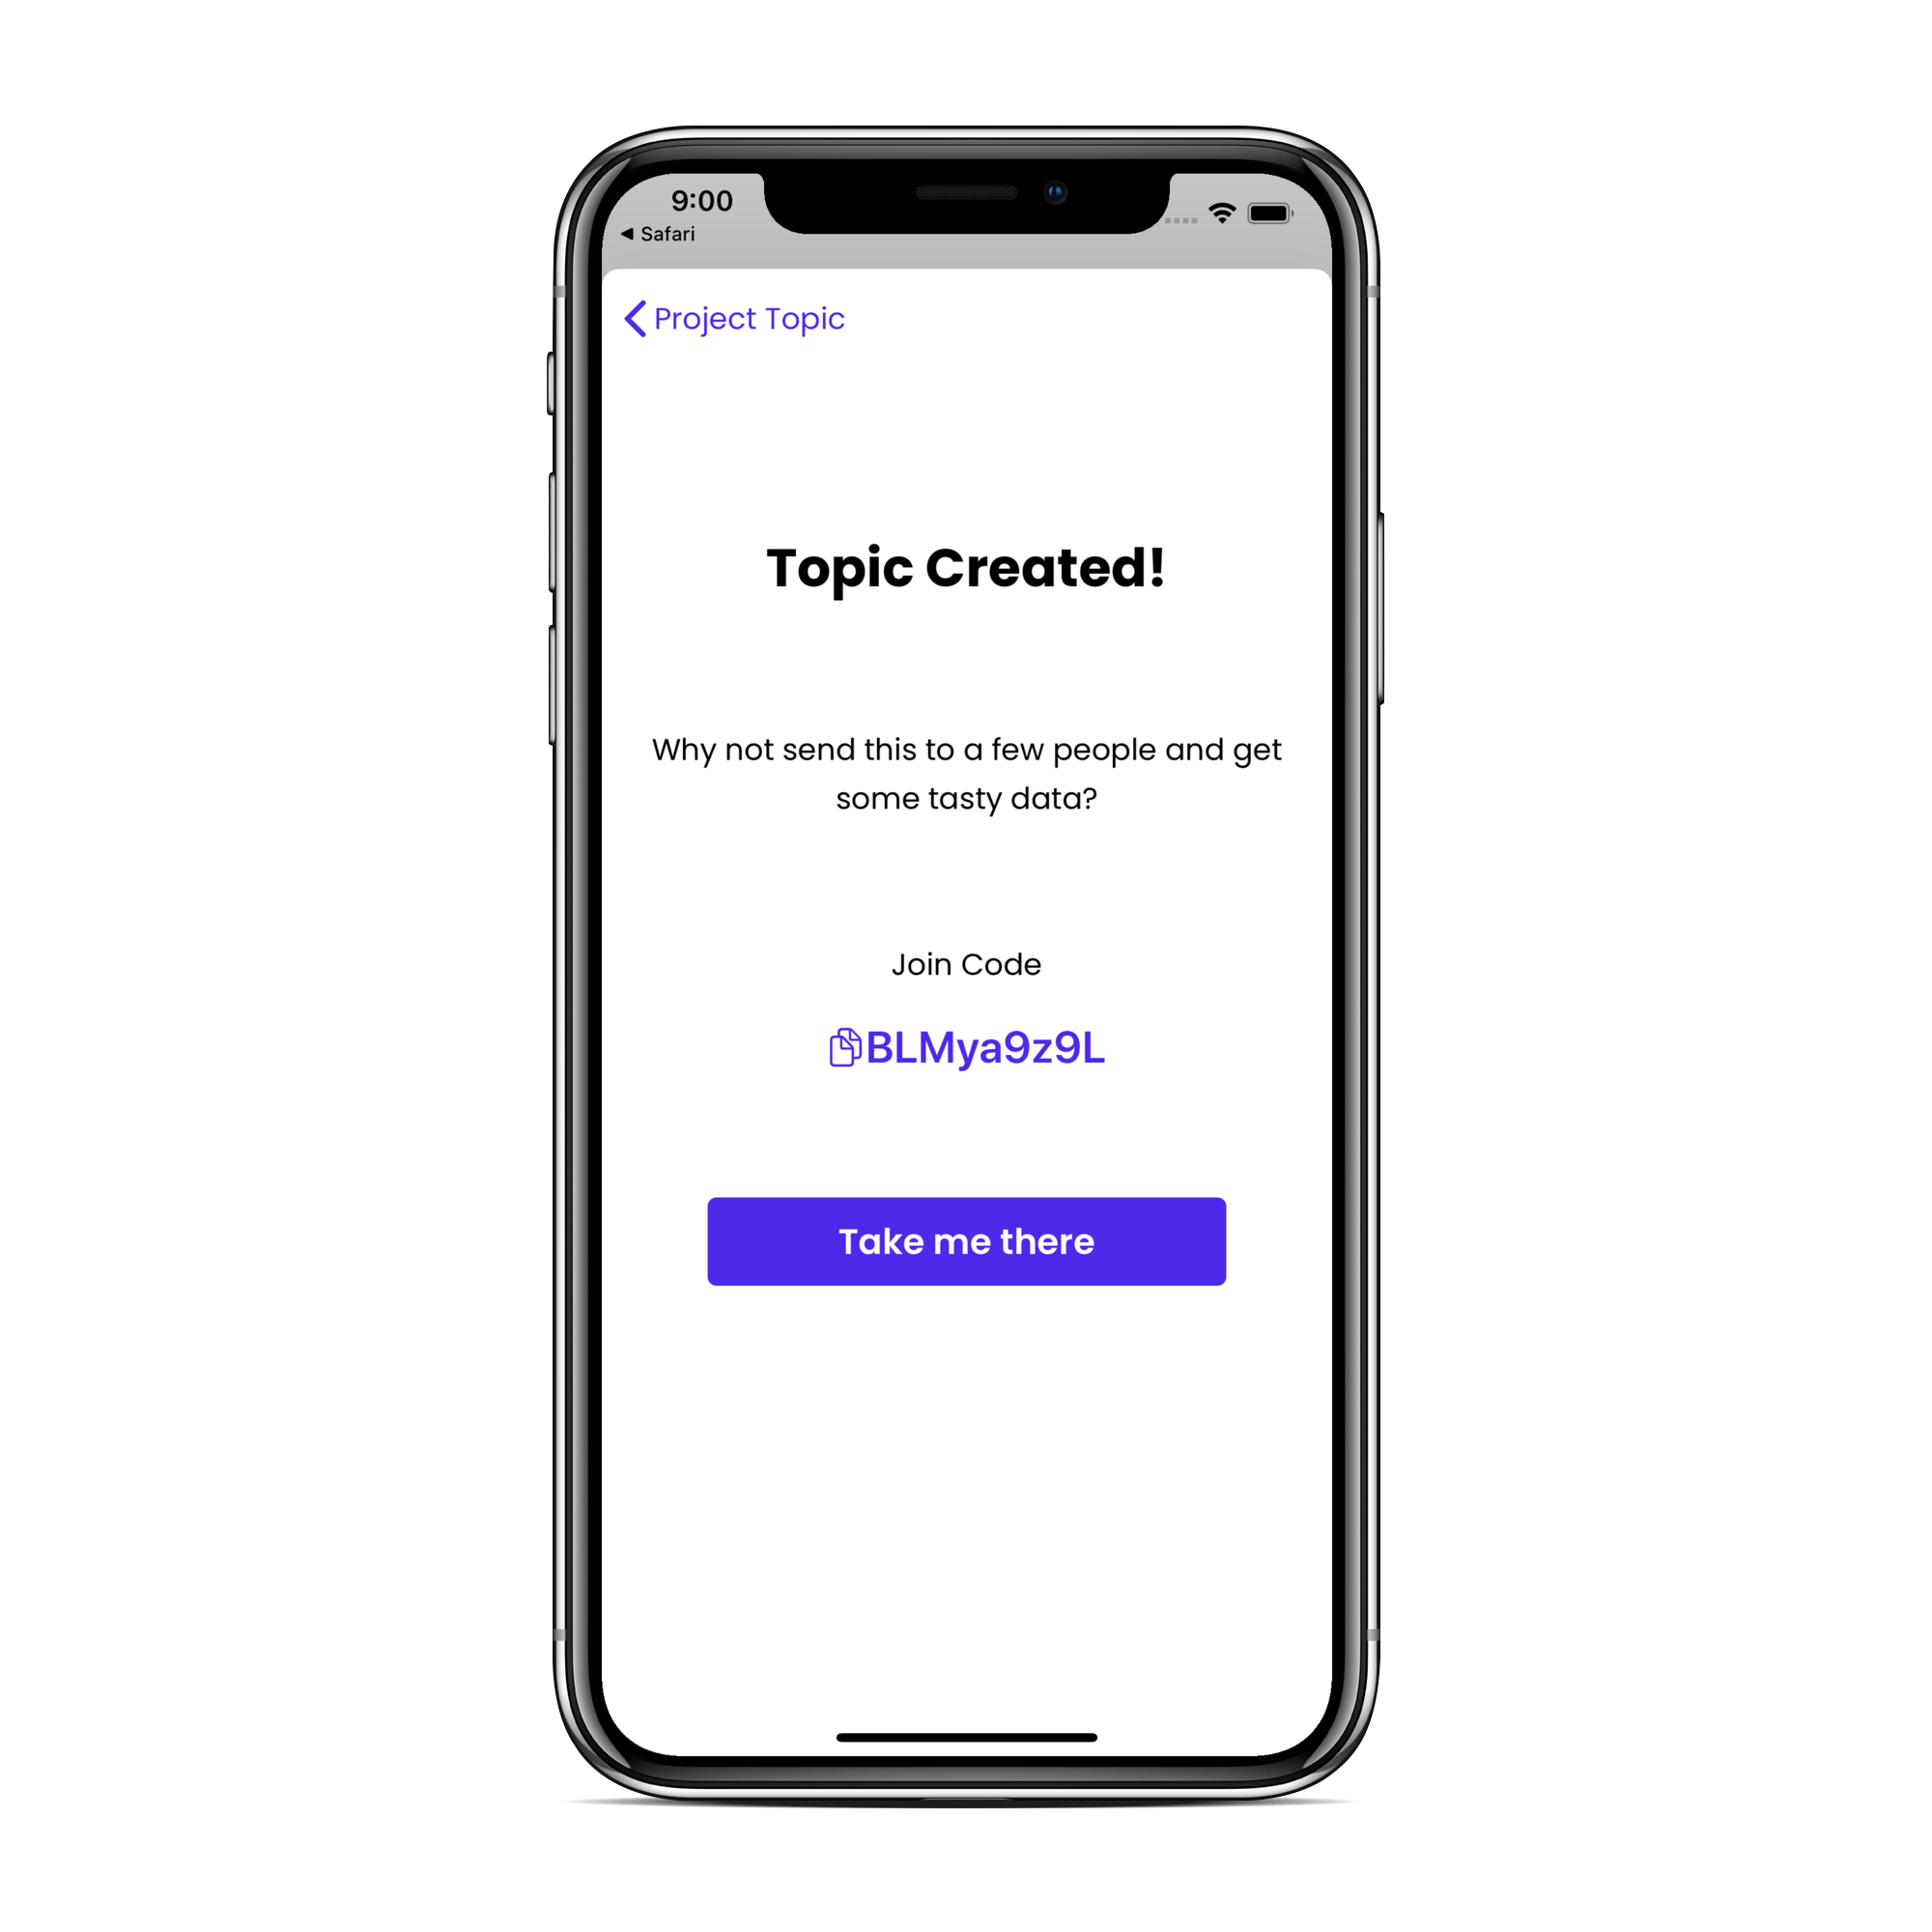 9:00
Safari
Project Topic
Topic Created!
Why not send this to a few people and get
some tasty data?
Join Code
BLMya9z9L
Take me there